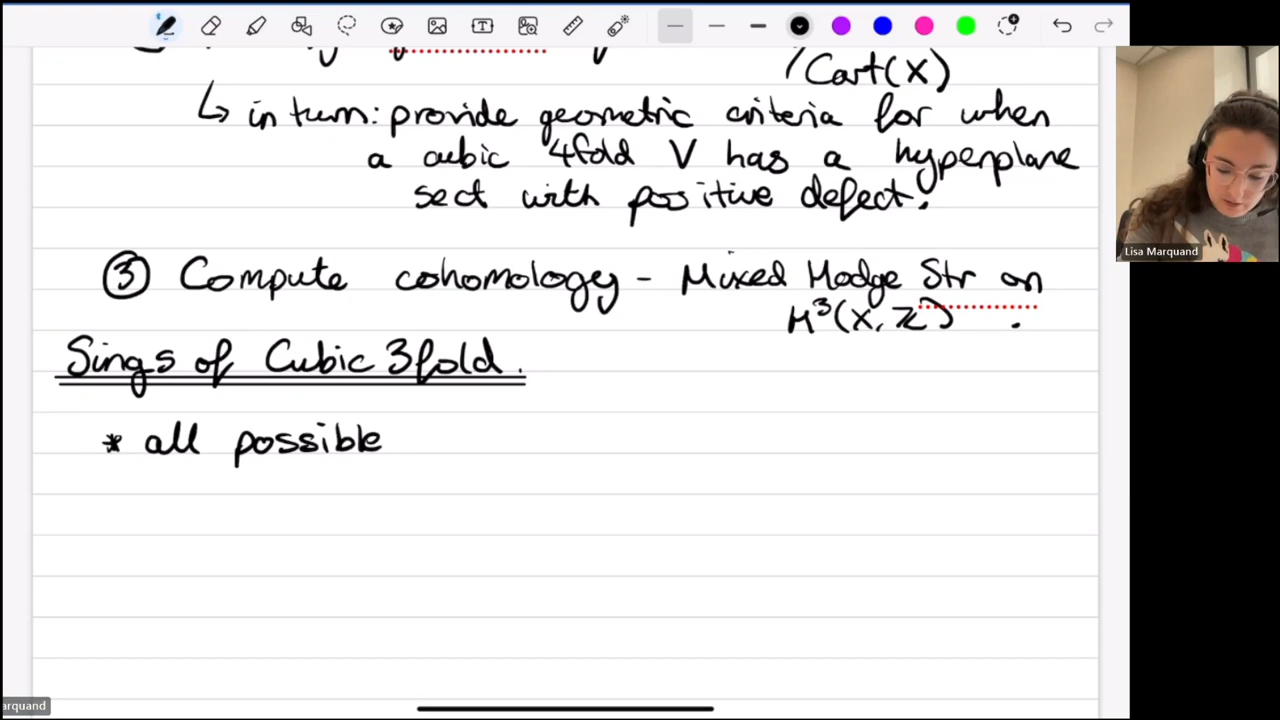 /Cart(X)
↳ in turn: provide geometric criteria for when
a cubic 4fold V has a hyperplane
sect with positive defect.
③ Compute cohomology - Mixed Hodge Str on
H³(X, ℤ) .
Sings of Cubic 3fold.
* all possible
Lisa Marquand
arquand